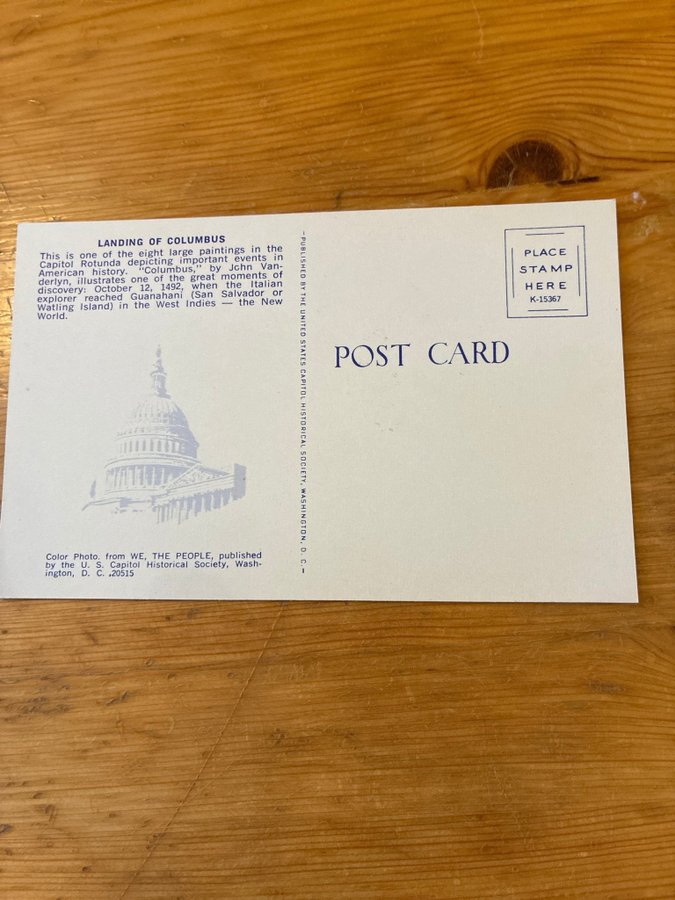 LANDING OF COLUMBUS
This is one of the eight large paintings in the
Capitol Rotunda depicting important events in
American history. "Columbus," by John Van-
derlyn, illustrates one of the great moments of
discovery: October 12, 1492, when the Italian
explorer reached Guanahani (San Salvador or
Watling Island) in the West Indies — the New
World.
Color Photo. from WE, THE PEOPLE, published
by the U. S. Capitol Historical Society, Wash-
ington, D. C. 20515
—PUBLISHED BY THE UNITED STATES CAPITOL HISTORICAL SOCIETY, WASHINGTON, D. C.—
POST CARD
PLACE
STAMP
HERE
K-15367